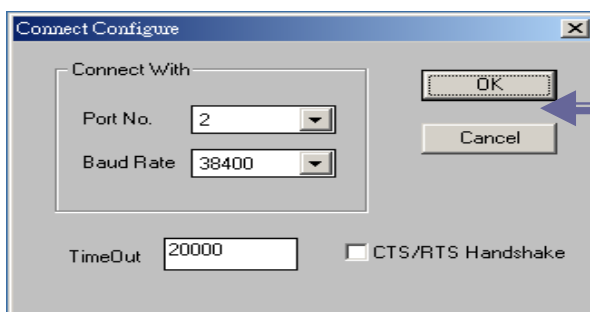 Connect Configure
Connect With
Port No. 2
Baud Rate 38400
OK
Cancel
TimeOut 20000
CTS/RTS Handshake